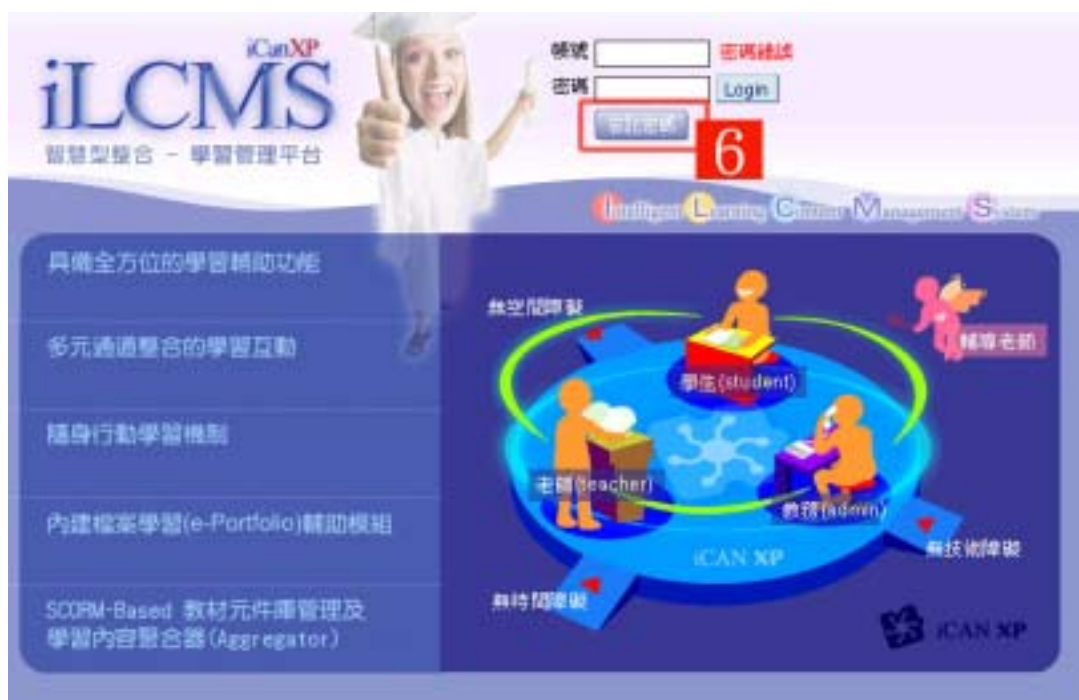 iCanXP
iLCMS
智慧型整合 - 學習管理平台
帳號
密碼錯誤
密碼
Login
6
Intelligent Learning Content Management System
具備全方位的學習輔助功能
多元通道整合的學習互動
隨身行動學習機制
內建檔案學習(e-Portfolio)輔助模組
SCORM-Based 教材元件庫管理及
學習內容聚合器(Aggregator)
無空間障礙
輔導老師
學生(student)
老師(teacher)
教務(admin)
iCAN XP
無技術障礙
無時間障礙
iCAN XP